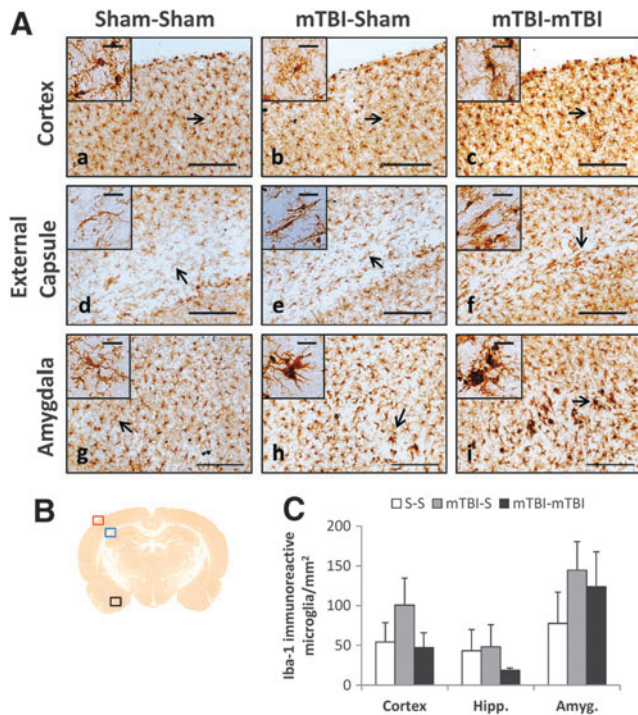 A
Sham-Sham
mTBI-Sham
mTBI-mTBI
Cortex
a
b
c
External
Capsule
d
e
f
Amygdala
g
h
i
B
C
S-S
mTBI-S
mTBI-mTBI
Iba-1 immunoreactive
microglia/mm²
200
150
100
50
0
Cortex
Hipp.
Amyg.